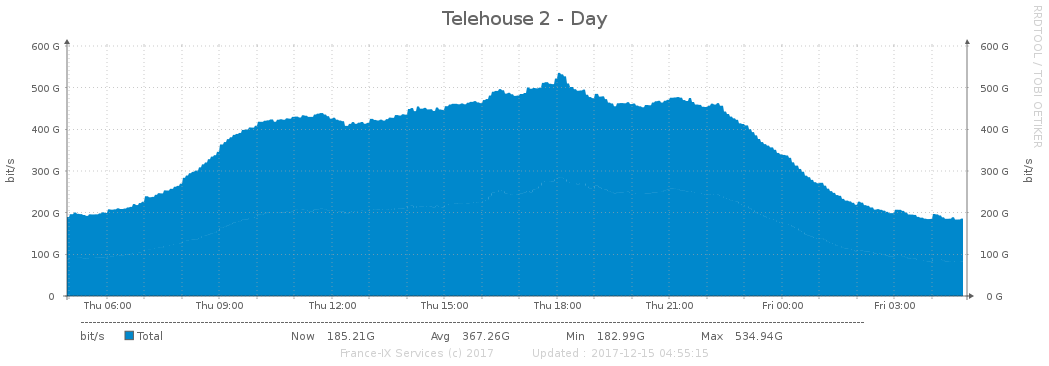 Telehouse 2 - Day
RRDTOOL / TOBI OETIKER
600 G 600 G
500 G 500 G
400 G 400 G
300 G 300 G
200 G 200 G
100 G 100 G
0 0 G
bit/s bit/s
Thu 06:00 Thu 09:00 Thu 12:00 Thu 15:00 Thu 18:00 Thu 21:00 Fri 00:00 Fri 03:00
bit/s Total Now 185.21G Avg 367.26G Min 182.99G Max 534.94G
France-IX Services (c) 2017 Updated : 2017-12-15 04:55:15